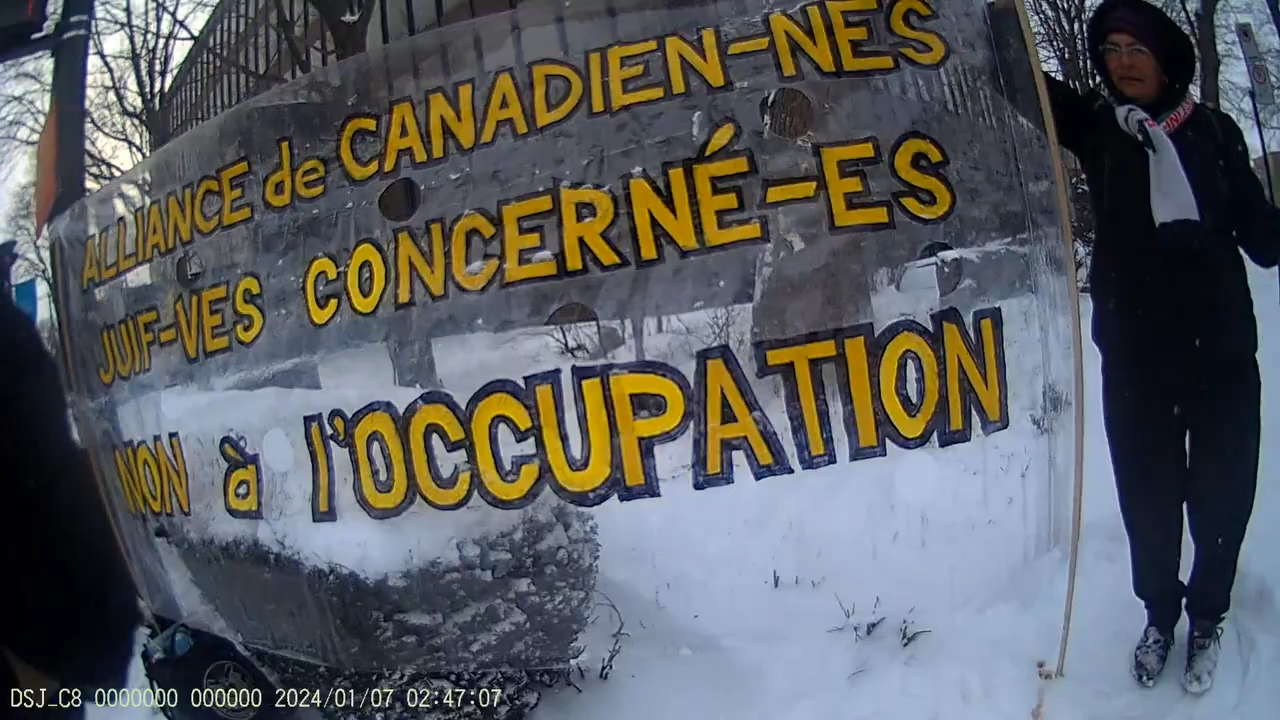 ALLIANCE de CANADIEN-NES
JUIF-VES CONCERNÉ-ES
NON à l'OCCUPATION
DSJ_C8 0000000 000000 2024/01/07 02:47:07